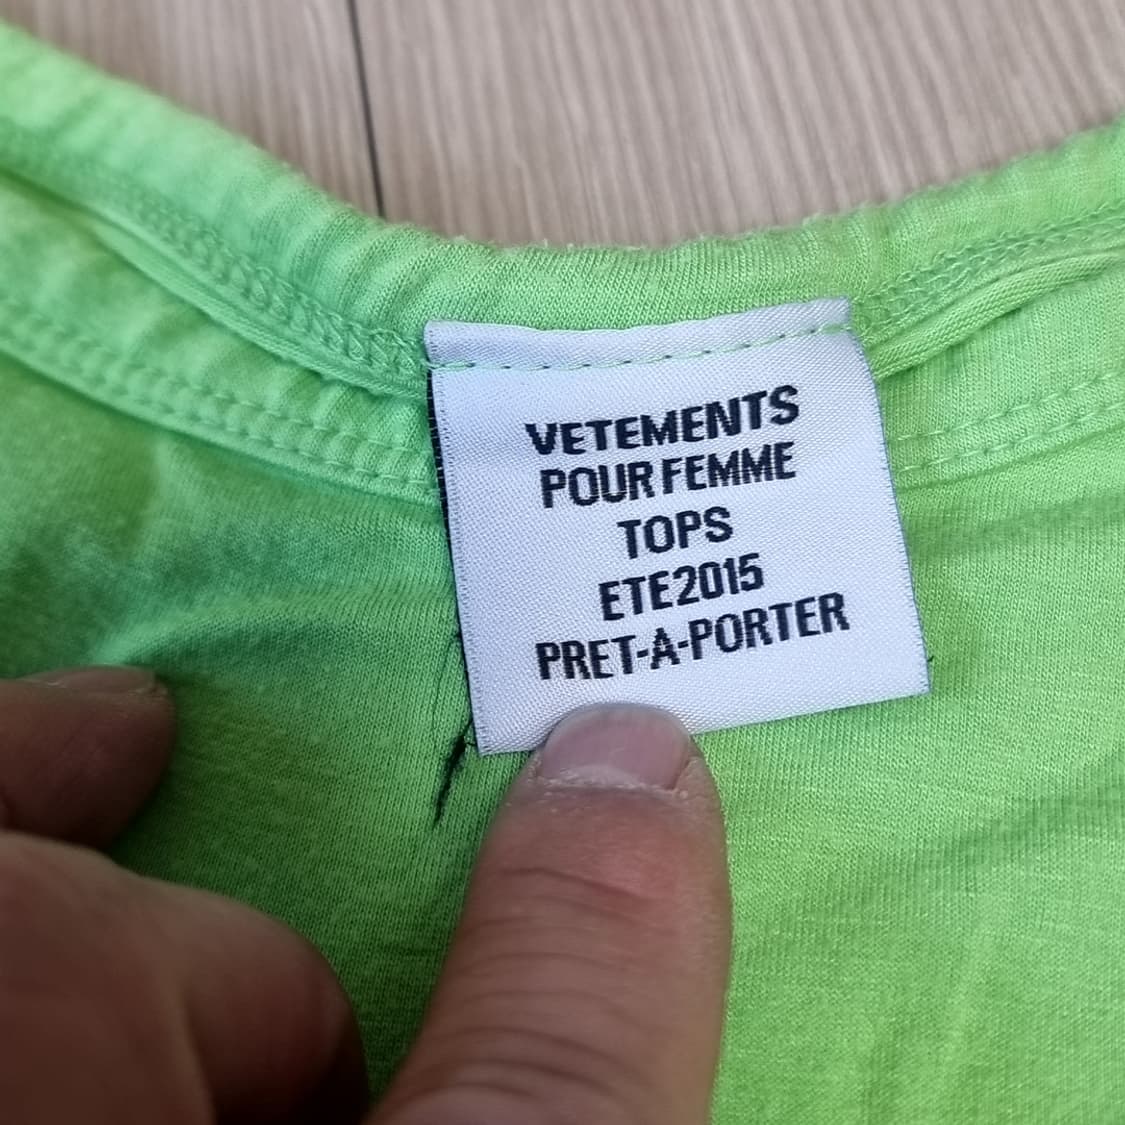 VETEMENTS
POUR FEMME
TOPS
ETE2015
PRET-A-PORTER